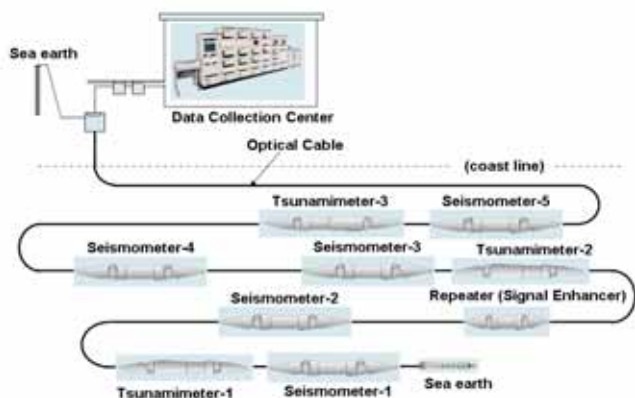 Sea earth
Data Collection Center
Optical Cable
(coast line)
Tsunamimeter-3
Seismometer-5
Seismometer-4
Seismometer-3
Tsunamimeter-2
Seismometer-2
Repeater (Signal Enhancer)
Tsunamimeter-1
Seismometer-1
Sea earth